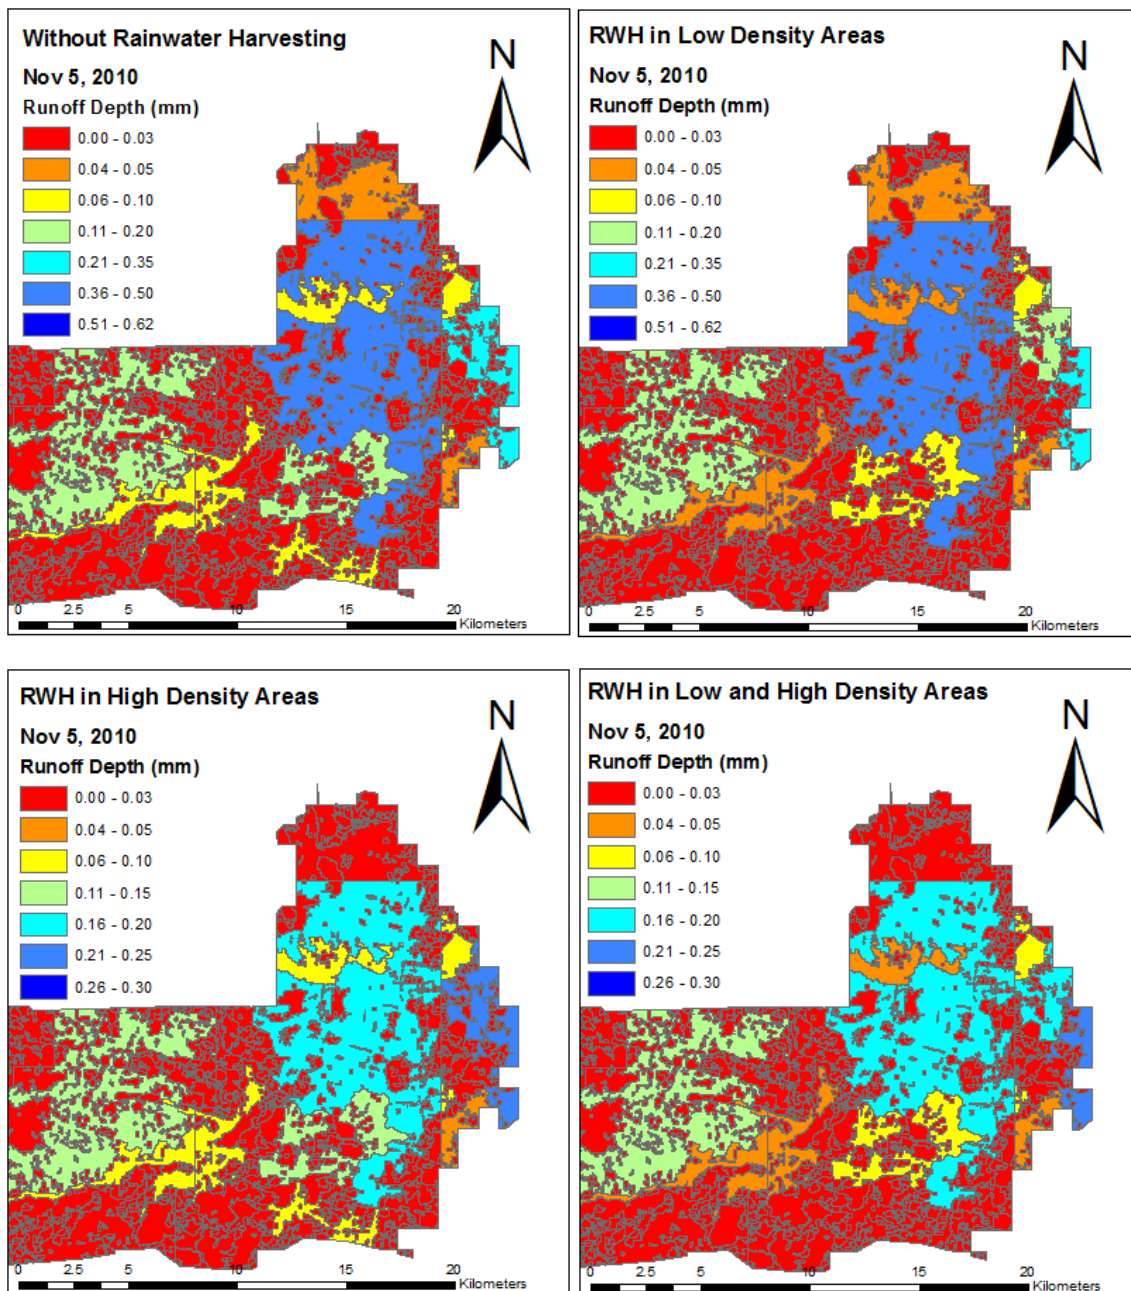 Without Rainwater Harvesting
N
Nov 5, 2010
Runoff Depth (mm)
0.00 - 0.03
0.04 - 0.05
0.06 - 0.10
0.11 - 0.20
0.21 - 0.35
0.36 - 0.50
0.51 - 0.62
0 2.5 5 10 15 20
Kilometers
RWH in Low Density Areas
N
Nov 5, 2010
Runoff Depth (mm)
0.00 - 0.03
0.04 - 0.05
0.06 - 0.10
0.11 - 0.20
0.21 - 0.35
0.36 - 0.50
0.51 - 0.62
0 2.5 5 10 15 20
Kilometers
RWH in High Density Areas
N
Nov 5, 2010
Runoff Depth (mm)
0.00 - 0.03
0.04 - 0.05
0.06 - 0.10
0.11 - 0.15
0.16 - 0.20
0.21 - 0.25
0.26 - 0.30
0 2.5 5 10 15 20
Kilometers
RWH in Low and High Density Areas
N
Nov 5, 2010
Runoff Depth (mm)
0.00 - 0.03
0.04 - 0.05
0.06 - 0.10
0.11 - 0.15
0.16 - 0.20
0.21 - 0.25
0.26 - 0.30
0 2.5 5 10 15 20
Kilometers